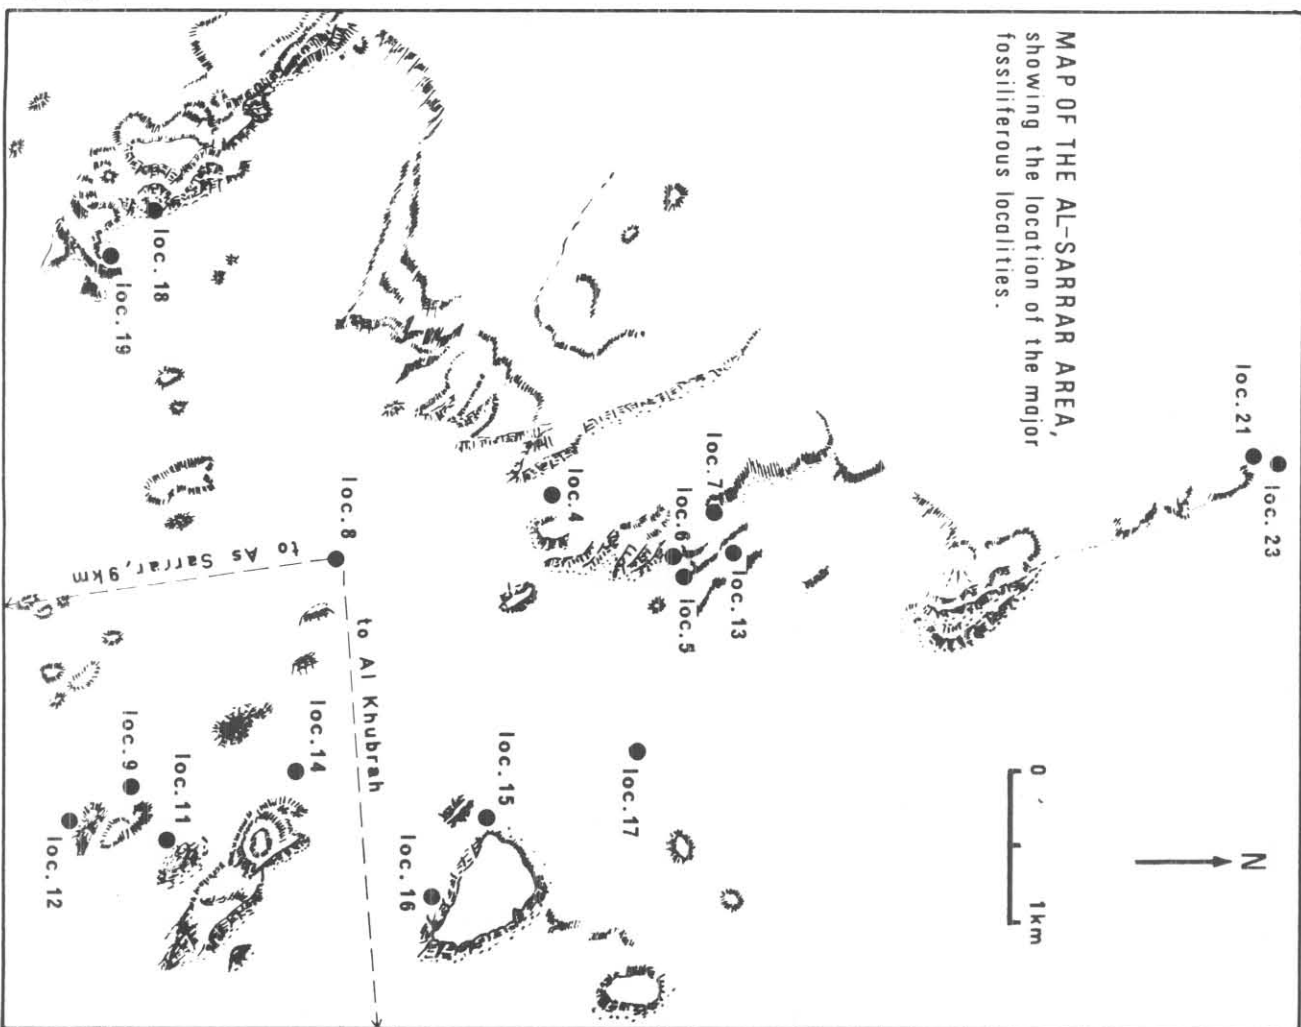 MAP OF THE AL-SARRAR AREA,
showing the location of the major
fossiliferous localities.
loc.21
loc.23
loc.7
loc.13
loc.6
loc.5
loc.4
loc.18
loc.19
loc.8
to As Sarrar, 9km
to Al Khubrah
loc.17
loc.15
loc.16
loc.14
loc.11
loc.9
loc.12
0
1km
N